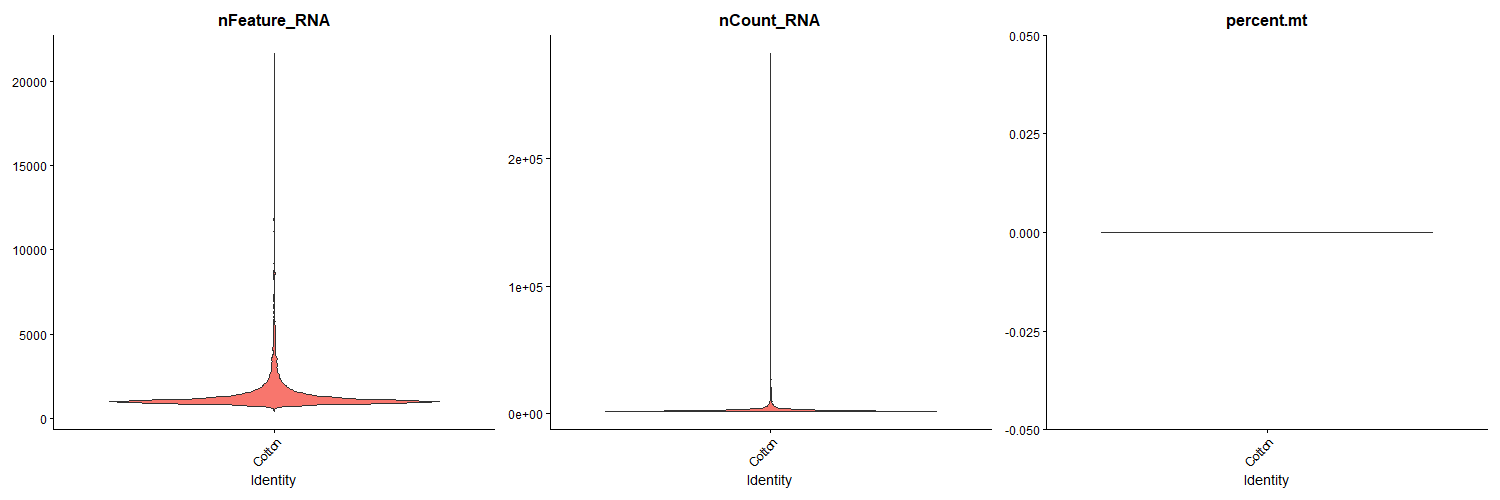 nFeature_RNA
20000
15000
10000
5000
0
Cotton
Identity
nCount_RNA
2e+05
1e+05
0e+00
Cotton
Identity
percent.mt
0.050
0.025
0.000
-0.025
-0.050
Cotton
Identity